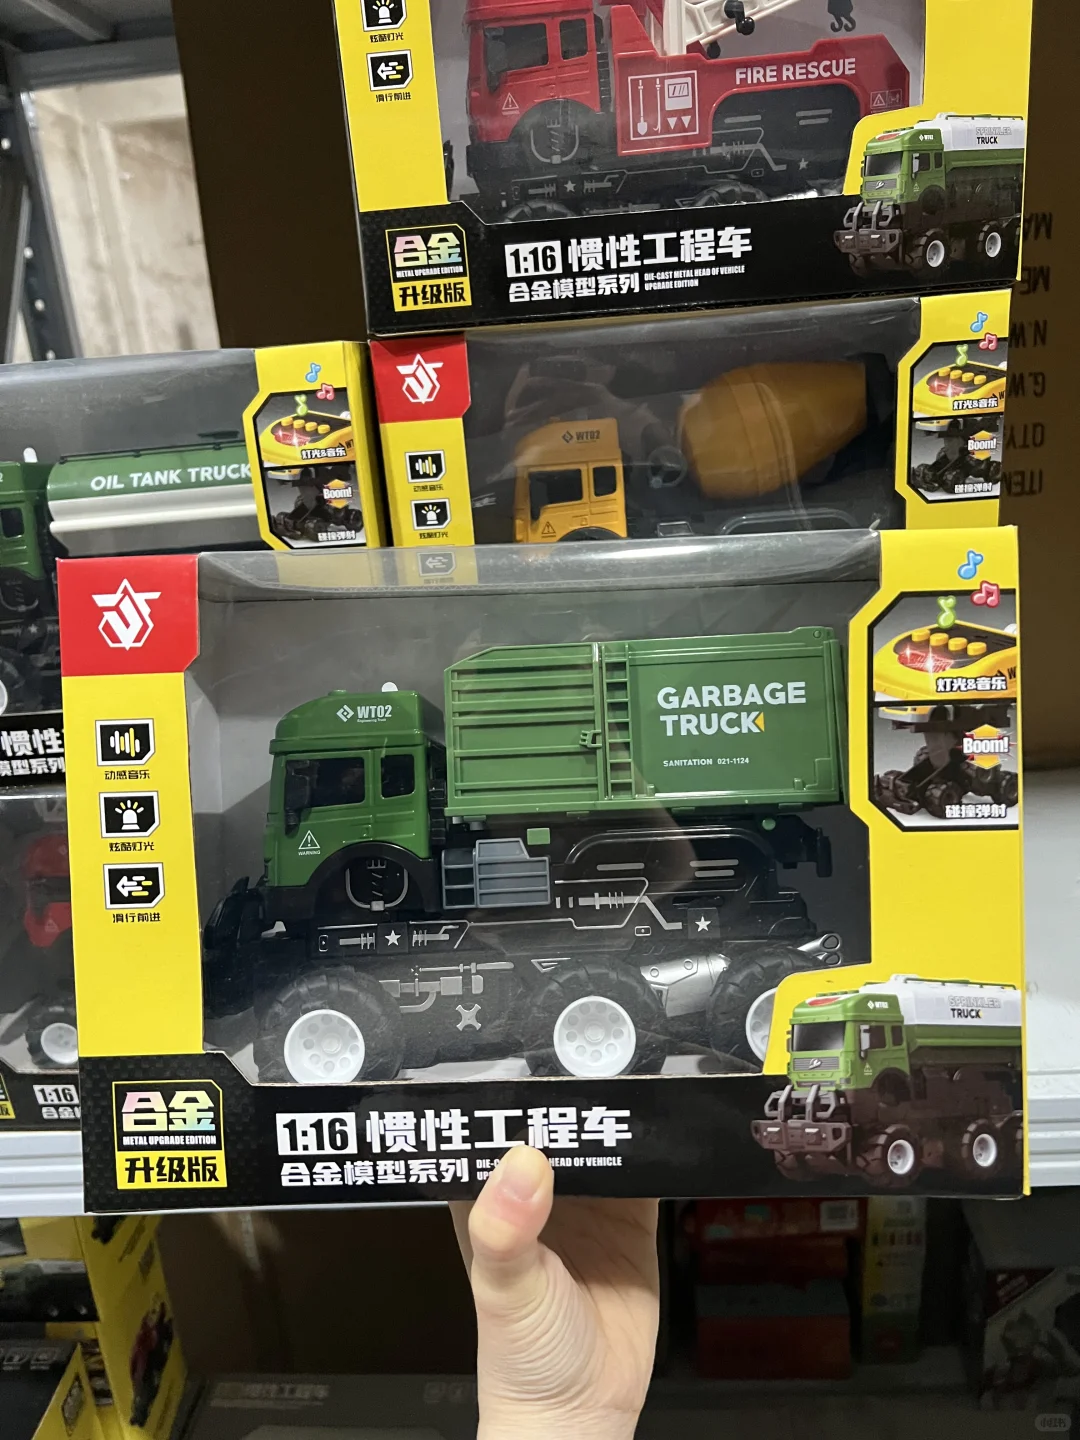 炫酷灯光
滑行前进
FIRE RESCUE
WT02
SPRINKLER
TRUCK
合金
METAL UPGRADE EDITION
升级版
1:16 惯性工程车
合金模型系列
DIE-CAST METAL HEAD OF VEHICLE
UPGRADE EDITION
OIL TANK TRUCK
灯光&音乐
Boom!
碰撞弹射
动感音乐
炫酷灯光
WT02
灯光&音乐
Boom!
碰撞弹射
N.W
G.W
QTY
ITEM
惯性
模型系列
1:16
WT02
Engineering Truck
GARBAGE
TRUCK
SANITATION 021-1124
WARNING
动感音乐
炫酷灯光
滑行前进
灯光&音乐
Boom!
碰撞弹射
WT02
SPRINKLER
TRUCK
合金
METAL UPGRADE EDITION
升级版
1:16 惯性工程车
合金模型系列
HEAD OF VEHICLE